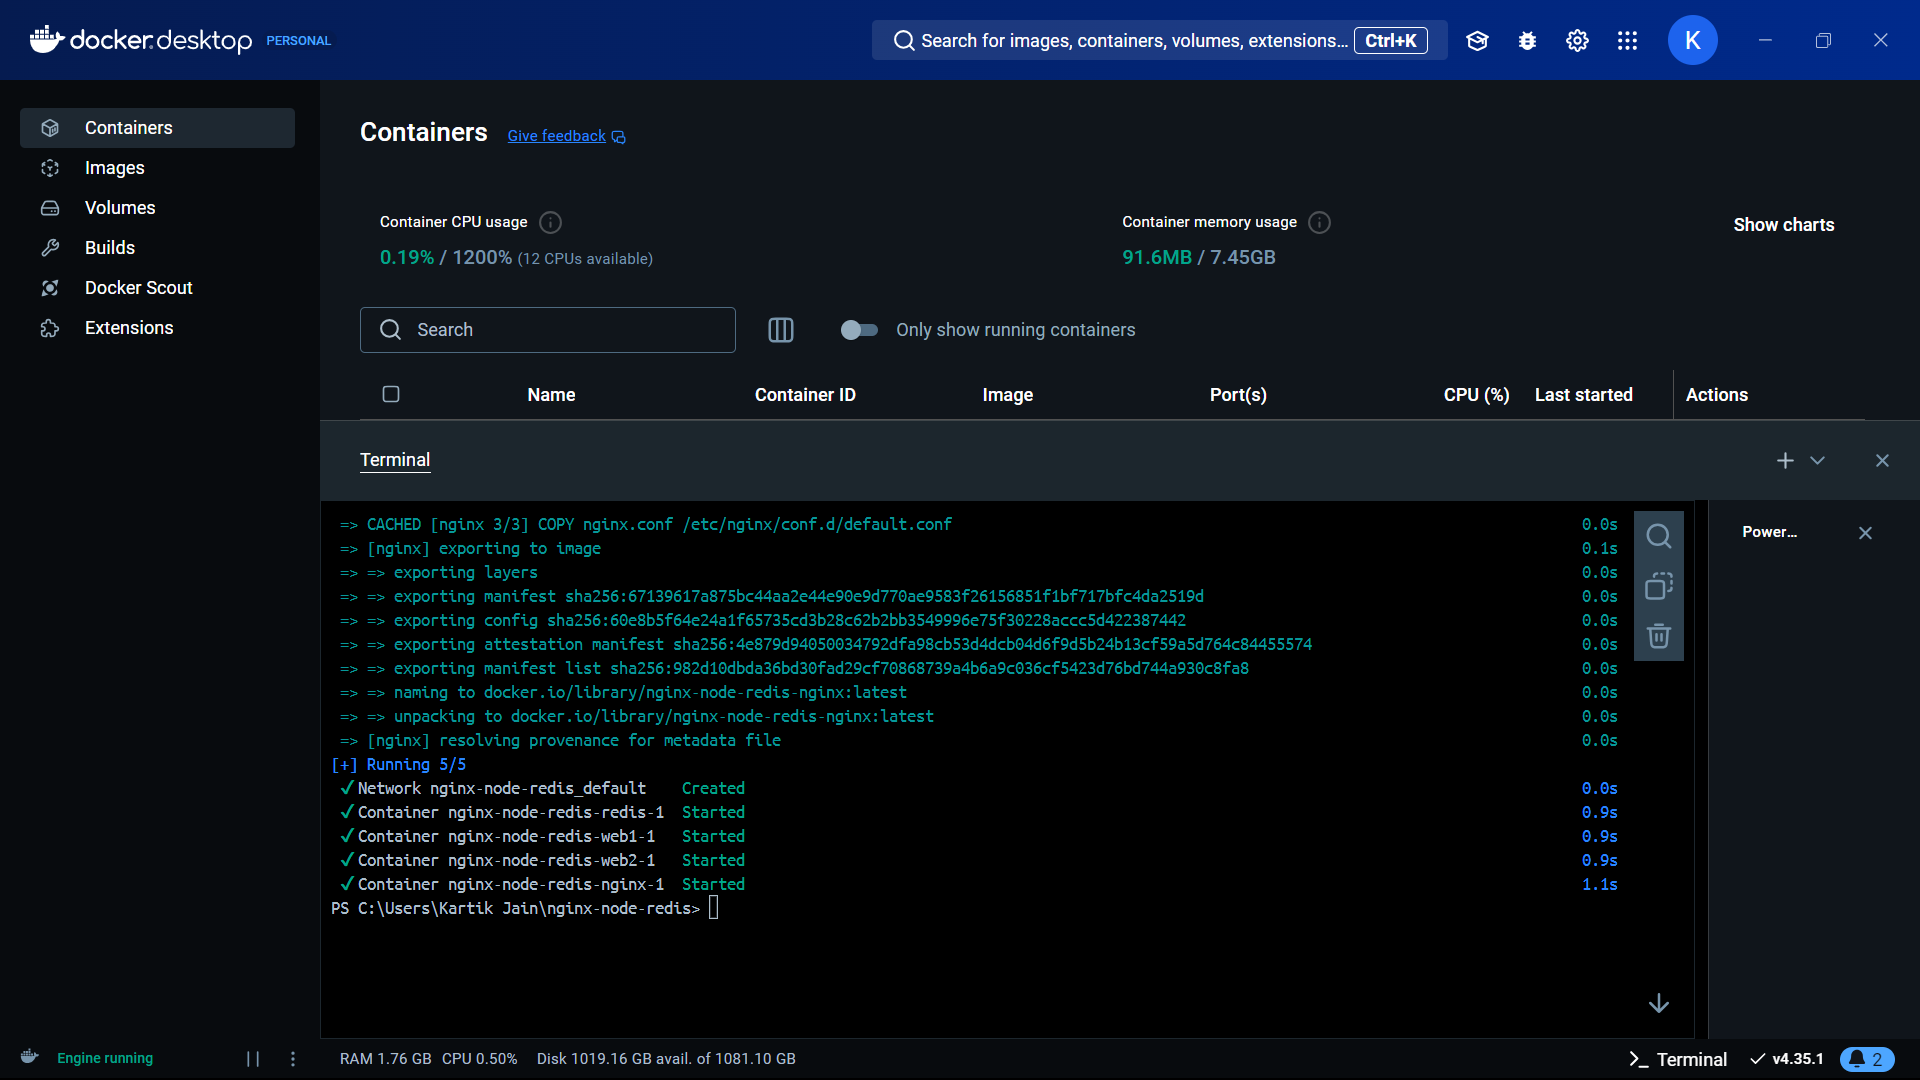 docker.desktop PERSONAL
Search for images, containers, volumes, extensions... Ctrl+K
K
Containers
Images
Volumes
Builds
Docker Scout
Extensions
Containers Give feedback
Container CPU usage
0.19% / 1200% (12 CPUs available)
Container memory usage
91.6MB / 7.45GB
Show charts
Search
Only show running containers
Name Container ID Image Port(s) CPU (%) Last started Actions
Terminal
=> CACHED [nginx 3/3] COPY nginx.conf /etc/nginx/conf.d/default.conf 0.0s
=> [nginx] exporting to image 0.1s
=> => exporting layers 0.0s
=> => exporting manifest sha256:67139617a875bc44aa2e44e90e9d770ae9583f26156851f1bf717bfc4da2519d 0.0s
=> => exporting config sha256:60e8b5f64e24a1f65735cd3b28c62b2bb3549996e75f30228accc5d422387442 0.0s
=> => exporting attestation manifest sha256:4e879d94050034792dfa98cb53d4dcb04d6f9d5b24b13cf59a5d764c84455574 0.0s
=> => exporting manifest list sha256:982d10dbda36bd30fad29cf70868739a4b6a9c036cf5423d76bd744a930c8fa8 0.0s
=> => naming to docker.io/library/nginx-node-redis-nginx:latest 0.0s
=> => unpacking to docker.io/library/nginx-node-redis-nginx:latest 0.0s
=> [nginx] resolving provenance for metadata file 0.0s
[+] Running 5/5
✓Network nginx-node-redis_default Created 0.0s
✓Container nginx-node-redis-redis-1 Started 0.9s
✓Container nginx-node-redis-web1-1 Started 0.9s
✓Container nginx-node-redis-web2-1 Started 0.9s
✓Container nginx-node-redis-nginx-1 Started 1.1s
PS C:\Users\Kartik Jain\nginx-node-redis>
Power...
Engine running
RAM 1.76 GB CPU 0.50% Disk 1019.16 GB avail. of 1081.10 GB
Terminal
v4.35.1
2